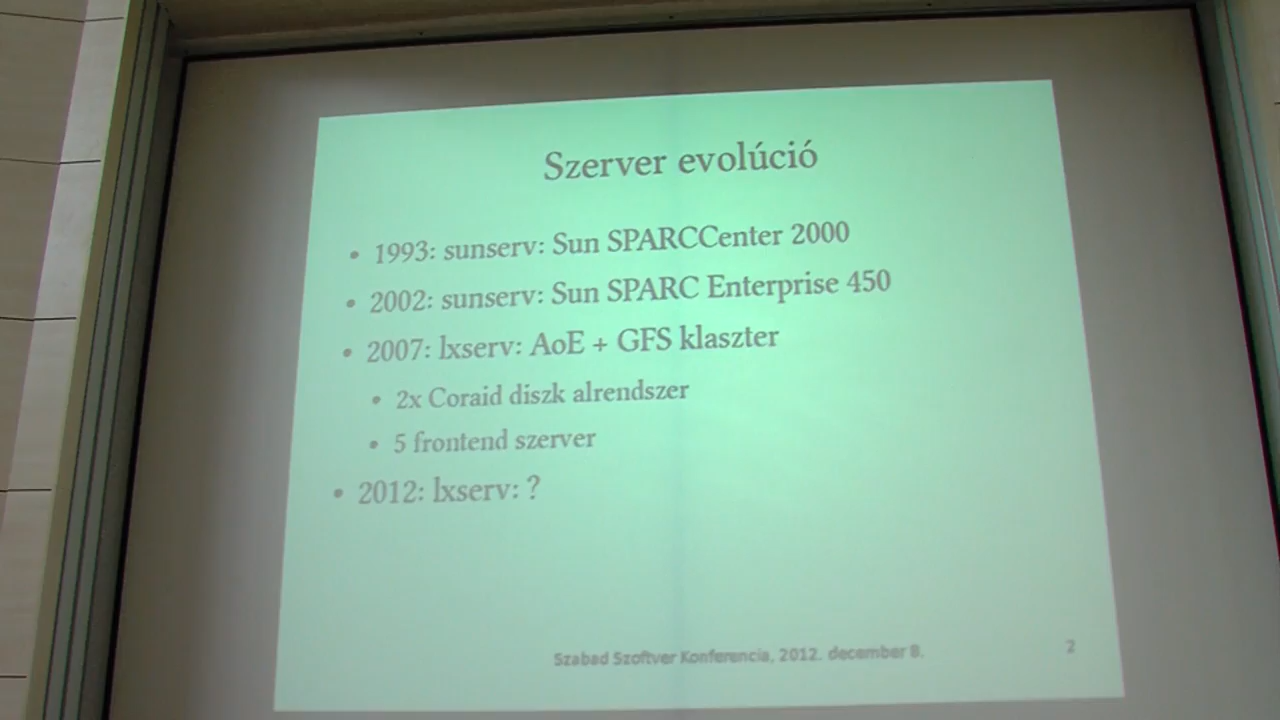 Szerver evolúció
• 1993: sunserv: Sun SPARCCenter 2000
• 2002: sunserv: Sun SPARC Enterprise 450
• 2007: lxserv: AoE + GFS klaszter
• 2x Coraid diszk alrendszer
• 5 frontend szerver
• 2012: lxserv: ?
Szabad Szoftver Konferencia, 2012. december 8.
2